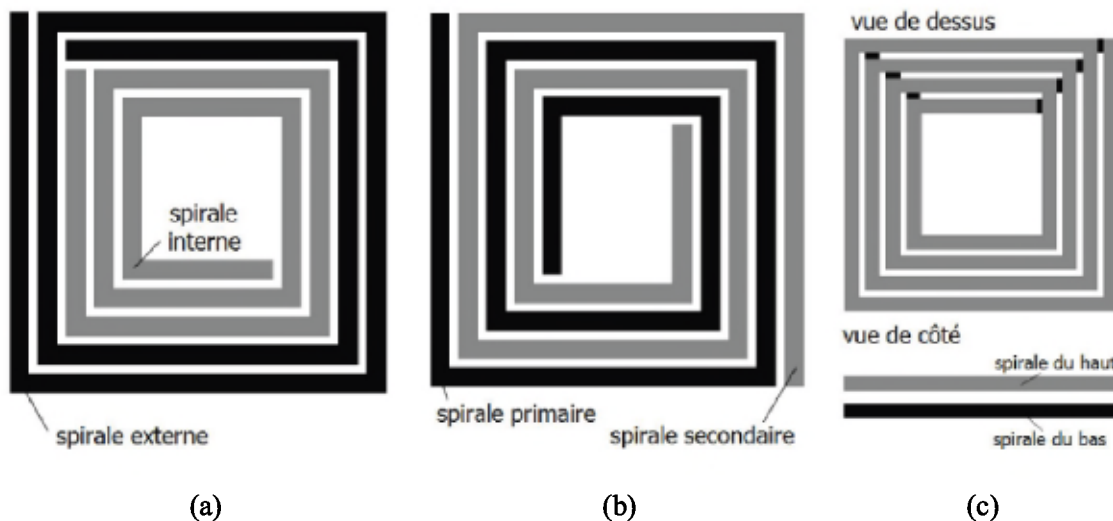 spirale
interne
spirale externe
(a)
spirale primaire
spirale secondaire
(b)
vue de dessus
vue de côté
spirale du haut
spirale du bas
(c)